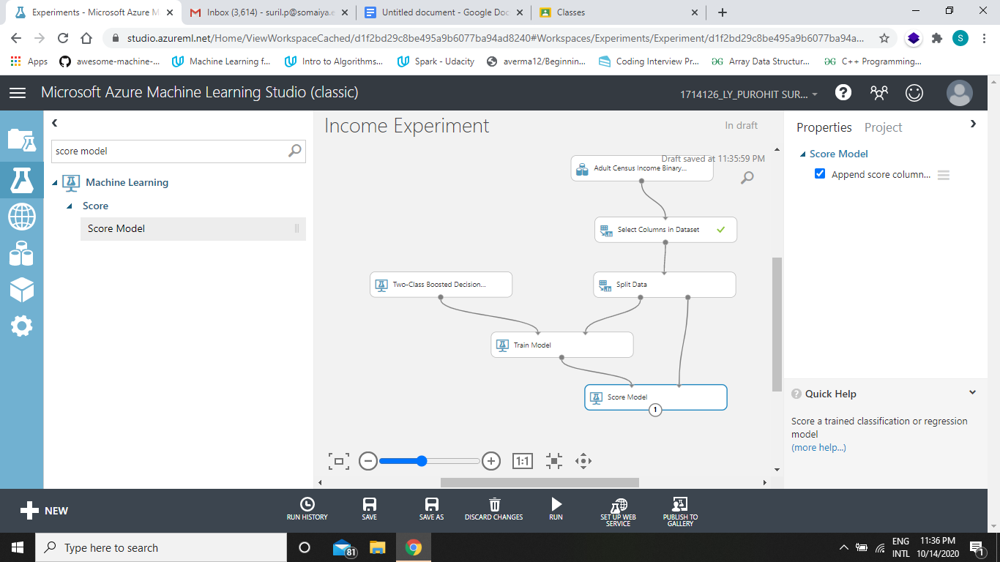 Experiments - Microsoft Azure M
Inbox (3,614) - suril.p@somaiya.e
Untitled document - Google Doc
Classes
studio.azureml.net/Home/ViewWorkspaceCached/d1f2bd29c8be495a9b6077ba94ad8240#Workspaces/Experiments/Experiment/d1f2bd29c8be495a9b6077ba94a...
S
Apps
awesome-machine-...
Machine Learning f...
Intro to Algorithms...
Spark - Udacity
averma12/Beginnin...
Coding Interview Pr...
Array Data Structur...
C++ Programming...
Microsoft Azure Machine Learning Studio (classic)
1714126_LY_PUROHIT SUR...
score model
Machine Learning
Score
Score Model
Income Experiment
In draft
Draft saved at 11:35:59 PM
Adult Census Income Binary...
Select Columns in Dataset
Two-Class Boosted Decision...
Split Data
Train Model
Score Model
1
1:1
Properties
Project
Score Model
Append score column...
Quick Help
Score a trained classification or regression
model
(more help...)
NEW
RUN HISTORY
SAVE
SAVE AS
DISCARD CHANGES
RUN
SET UP WEB
SERVICE
PUBLISH TO
GALLERY
Type here to search
81
ENG
INTL
11:36 PM
10/14/2020
1